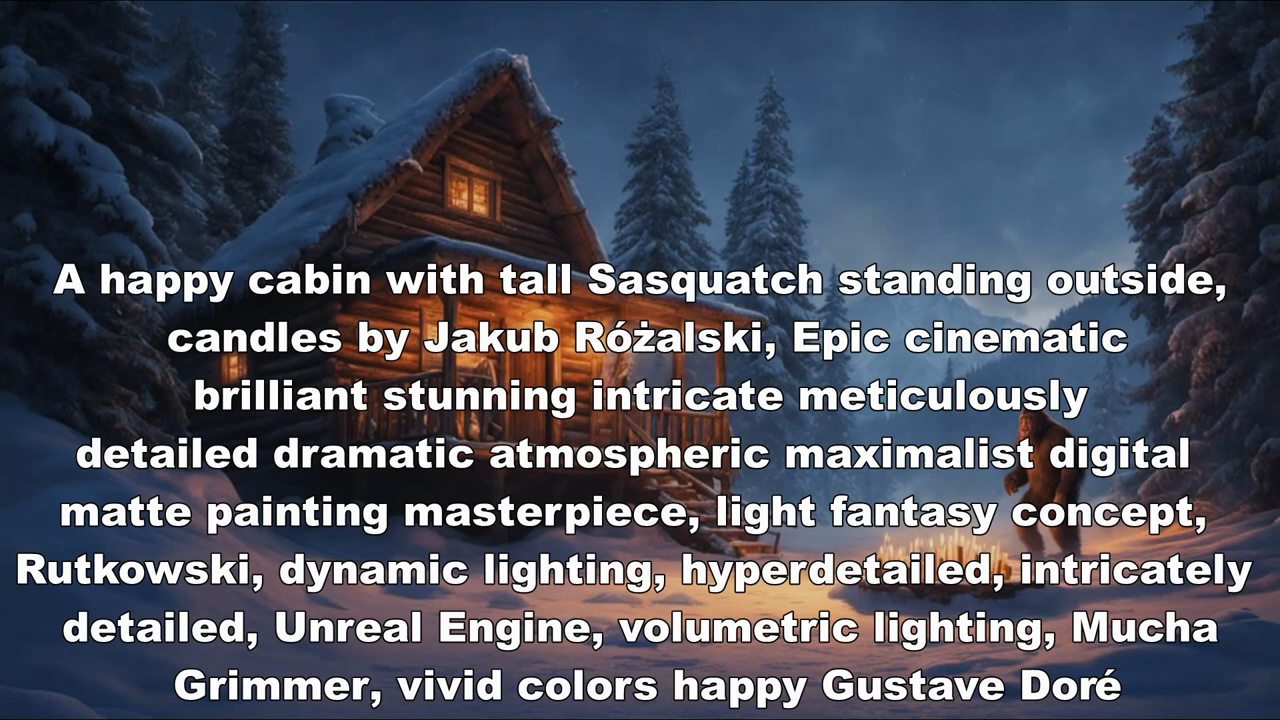 A happy cabin with tall Sasquatch standing outside,
candles by Jakub Różalski, Epic cinematic
brilliant stunning intricate meticulously
detailed dramatic atmospheric maximalist digital
matte painting masterpiece, light fantasy concept,
Rutkowski, dynamic lighting, hyperdetailed, intricately
detailed, Unreal Engine, volumetric lighting, Mucha
Grimmer, vivid colors happy Gustave Doré